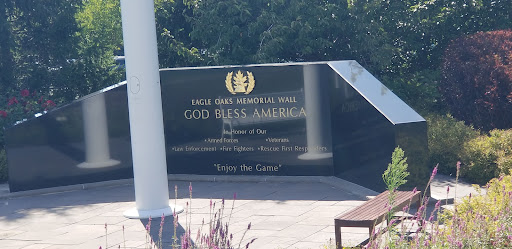 EAGLE OAKS MEMORIAL WALL
GOD BLESS AMERICA
In Honor of Our
•Armed Forces •Veterans
•Law Enforcement •Fire Fighters •Rescue First Responders
"Enjoy the Game"